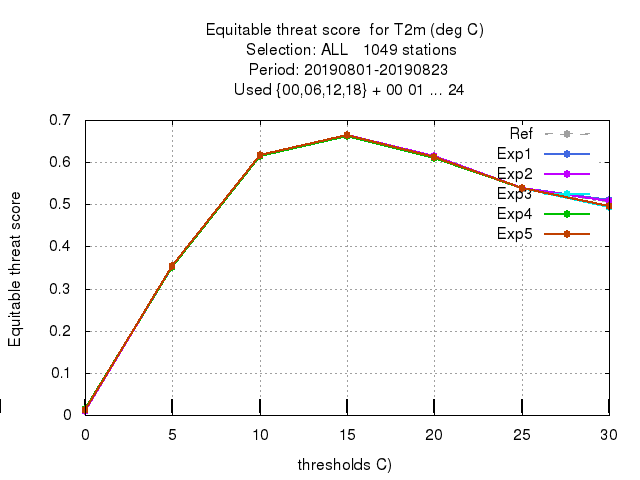 Equitable threat score  for T2m (deg C)
Selection: ALL   1049 stations
Period: 20190801-20190823
Used {00,06,12,18} + 00 01 ... 24
Equitable threat score
0.7
0.6
0.5
0.4
0.3
0.2
0.1
0
0 5 10 15 20 25 30
thresholds C)
Ref
Exp1
Exp2
Exp3
Exp4
Exp5